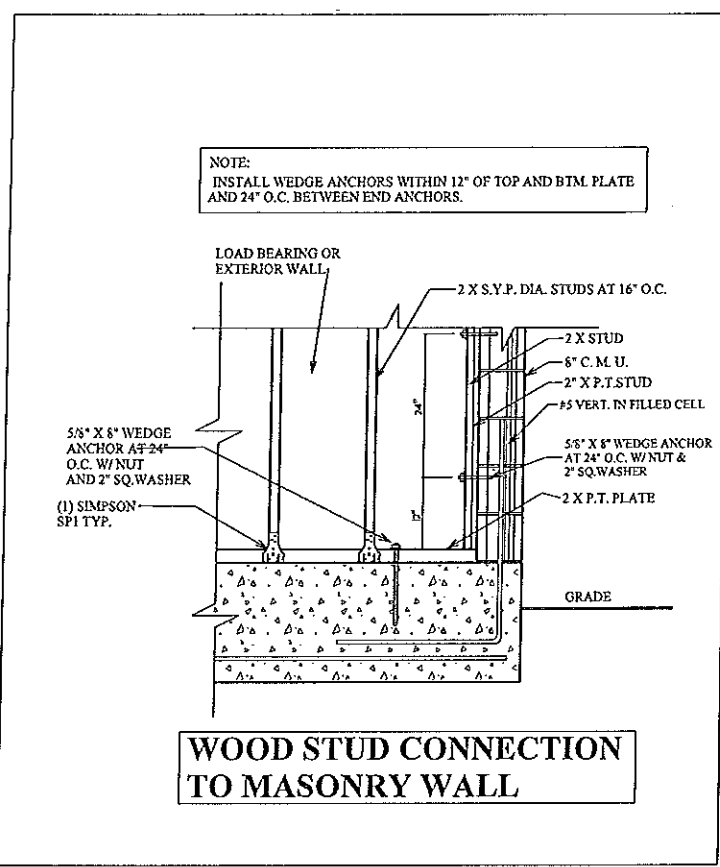 NOTE:
INSTALL WEDGE ANCHORS WITHIN 12" OF TOP AND BTM. PLATE
AND 24" O.C. BETWEEN END ANCHORS.
LOAD BEARING OR
EXTERIOR WALL
2 X S.Y.P. DIA. STUDS AT 16" O.C.
2 X STUD
8" C. M. U.
2" X P.T.STUD
#5 VERT. IN FILLED CELL
24"
5/8" X 8" WEDGE
ANCHOR AT 24"
O.C. W/ NUT
AND 2" SQ.WASHER
5/8" X 8" WEDGE ANCHOR
AT 24" O.C. W/ NUT &
2" SQ.WASHER
(1) SIMPSON
SP1 TYP.
12"
2 X P.T. PLATE
GRADE
WOOD STUD CONNECTION
TO MASONRY WALL